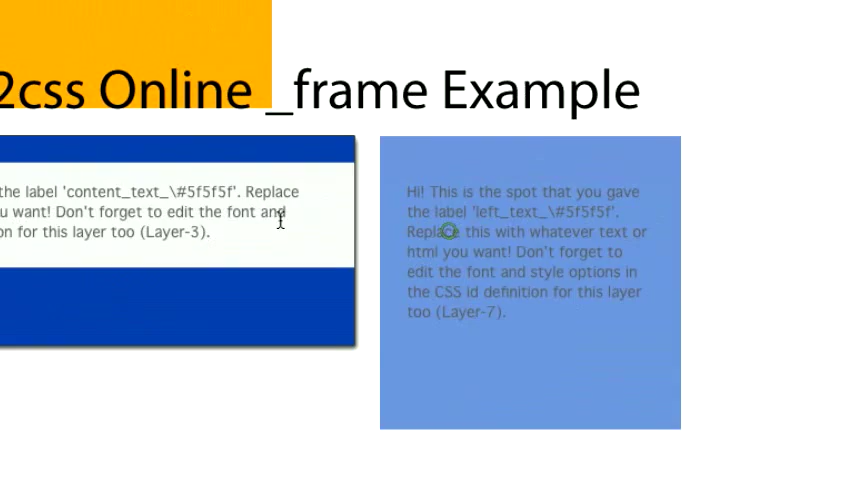 2css Online _frame Example
the label 'content_text_\#5f5f5f'. Replace
u want! Don't forget to edit the font and
on for this layer too (Layer-3).
Hi! This is the spot that you gave
the label 'left_text_\#5f5f5f'.
Replace this with whatever text or
html you want! Don't forget to
edit the font and style options in
the CSS id definition for this layer
too (Layer-7).